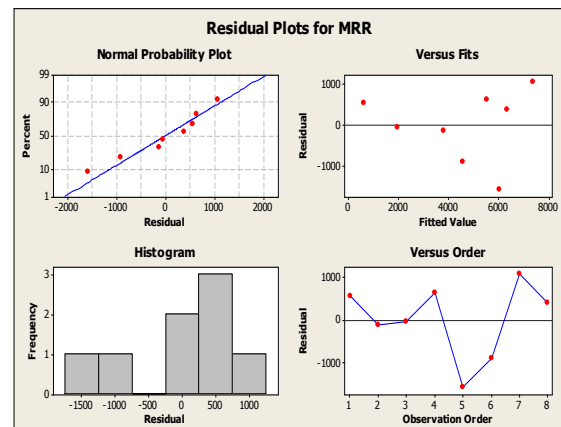 Residual Plots for MRR
Normal Probability Plot
99
90
50
10
1
Percent
-2000 -1000 0 1000 2000
Residual
Versus Fits
1000
0
-1000
Residual
0 2000 4000 6000 8000
Fitted Value
Histogram
3
2
1
0
Frequency
-1500 -1000 -500 0 500 1000
Residual
Versus Order
1000
0
-1000
Residual
1 2 3 4 5 6 7 8
Observation Order